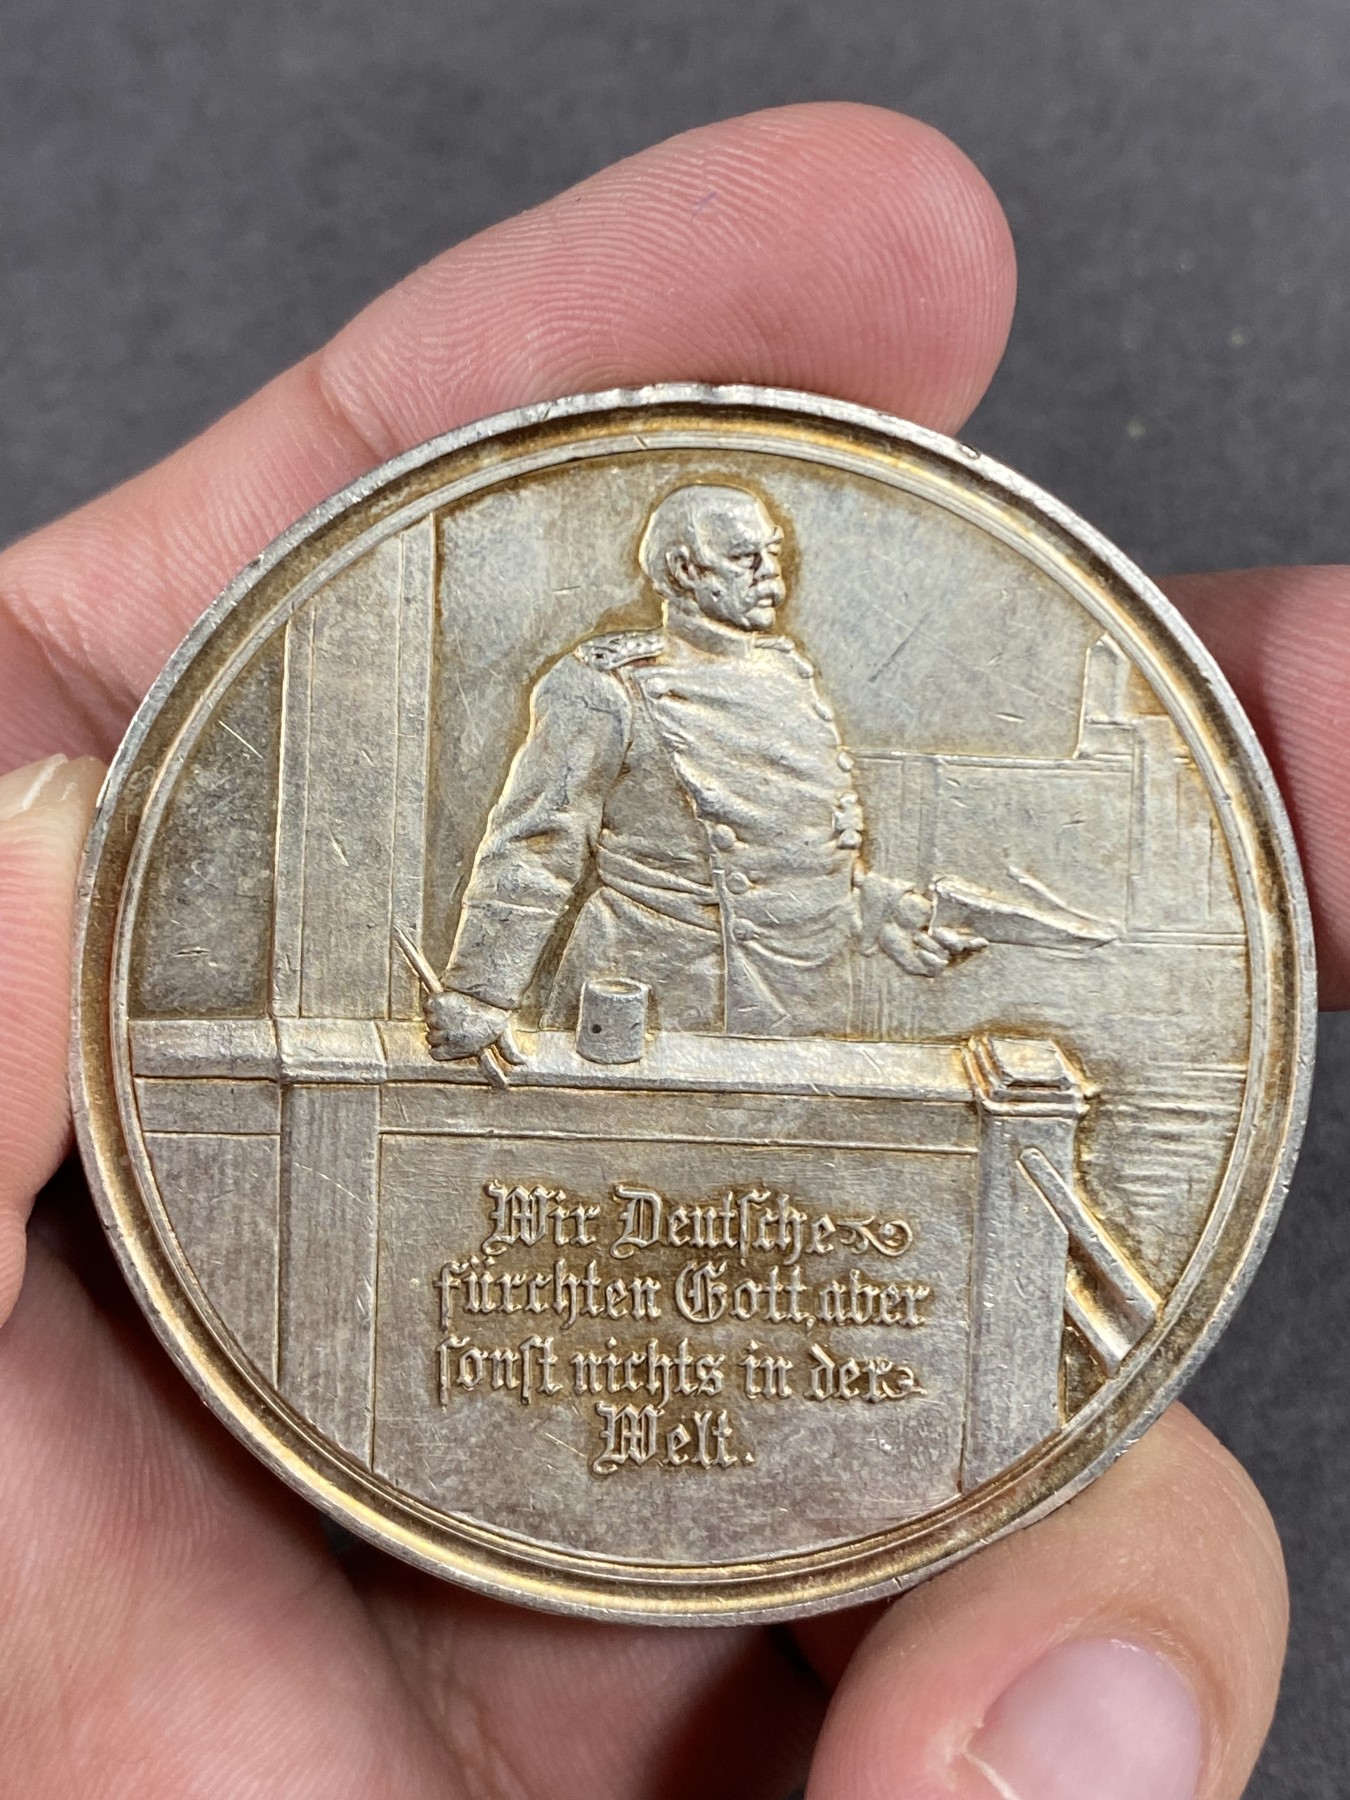 Wir Deutſche
fürchten Gott, aber
ſonſt nichts in der
Welt.